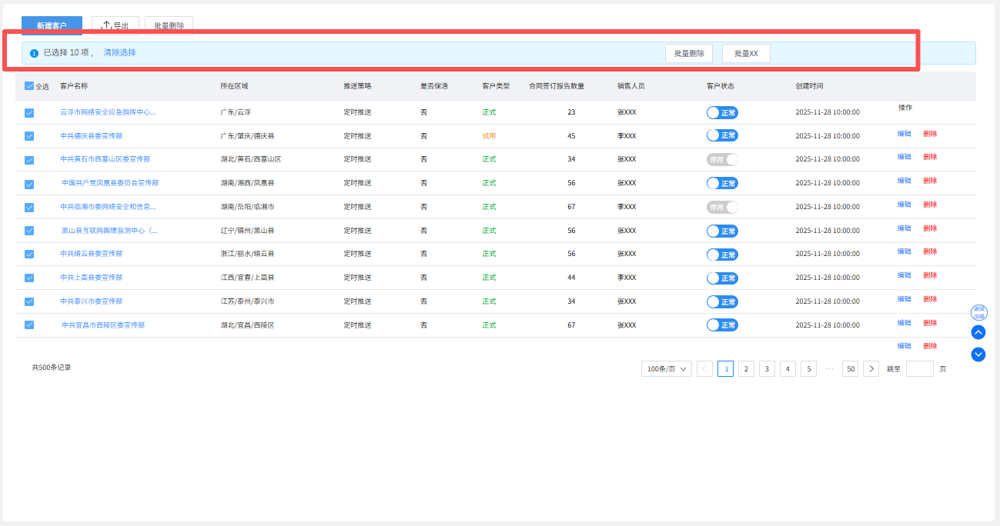 新建客户 导出 批量删除
已选择 10 项， 清除选择 批量删除 批量XX
全选 客户名称 所在区域 推送策略 是否保活 客户类型 合同签订报告数量 销售人员 客户状态 创建时间
操作
云浮市网络安全应急指挥中心... 广东/云浮 定时推送 否 正式 23 张XXX 正常 2025-11-28 10:00:00
编辑 删除
中共德庆县委宣传部 广东/肇庆/德庆县 定时推送 否 试用 45 李XXX 正常 2025-11-28 10:00:00
编辑 删除
中共黄石市西塞山区委宣传部 湖北/黄石/西塞山区 定时推送 否 正式 34 张XXX 停用 2025-11-28 10:00:00
编辑 删除
中国共产党凤凰县委员会宣传部 湖南/湘西/凤凰县 定时推送 否 正式 56 张XXX 正常 2025-11-28 10:00:00
编辑 删除
中共临湘市委网络安全和信息... 湖南/岳阳/临湘市 定时推送 否 正式 67 李XXX 停用 2025-11-28 10:00:00
编辑 删除
黑山县互联网舆情监测中心（... 辽宁/锦州/黑山县 定时推送 否 正式 56 张XXX 正常 2025-11-28 10:00:00
编辑 删除
中共缙云县委宣传部 浙江/丽水/缙云县 定时推送 否 正式 56 张XXX 正常 2025-11-28 10:00:00
编辑 删除
中共上高县委宣传部 江西/宜春/上高县 定时推送 否 正式 44 李XXX 正常 2025-11-28 10:00:00
编辑 删除
中共泰兴市委宣传部 江苏/泰州/泰兴市 定时推送 否 正式 34 张XXX 正常 2025-11-28 10:00:00
编辑 删除
中共宜昌市西陵区委宣传部 湖北/宜昌/西陵区 定时推送 否 正式 67 张XXX 正常 2025-11-28 10:00:00
编辑 删除
返回
顶部
共500条记录 100条/页 1 2 3 4 5 ··· 50 跳至 页